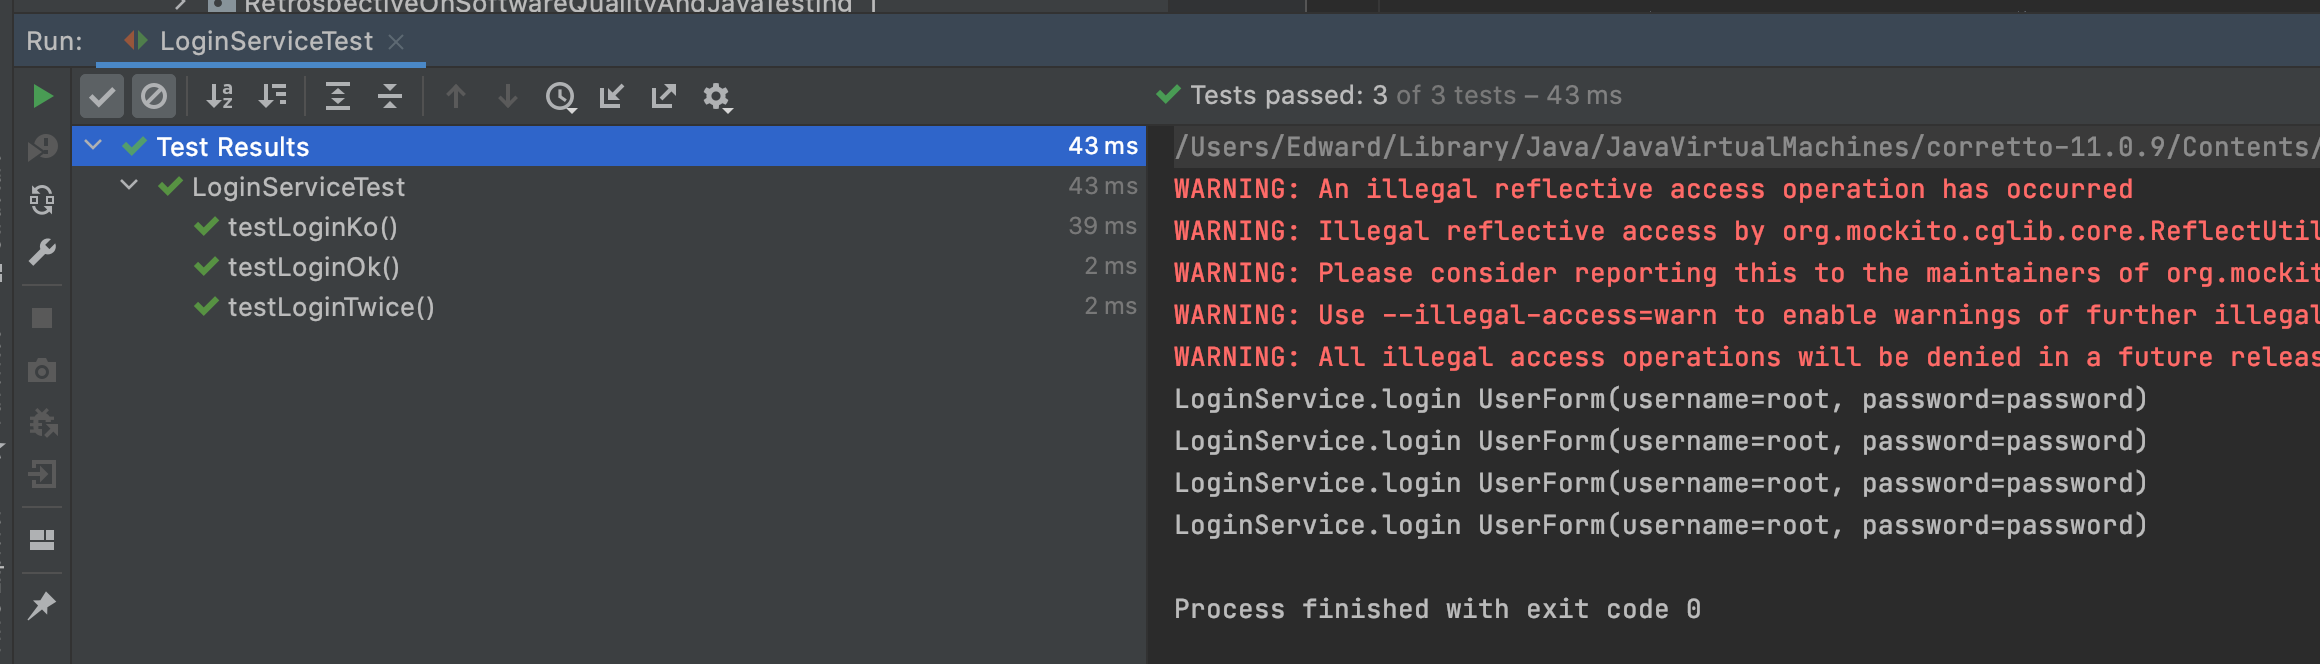 RetrospectiveOnSoftwareQualityAndJavaTesting
Run: LoginServiceTest
Tests passed: 3 of 3 tests – 43 ms
Test Results 43 ms
LoginServiceTest 43 ms
testLoginKo() 39 ms
testLoginOk() 2 ms
testLoginTwice() 2 ms
/Users/Edward/Library/Java/JavaVirtualMachines/corretto-11.0.9/Contents/
WARNING: An illegal reflective access operation has occurred
WARNING: Illegal reflective access by org.mockito.cglib.core.ReflectUtil
WARNING: Please consider reporting this to the maintainers of org.mockit
WARNING: Use --illegal-access=warn to enable warnings of further illegal
WARNING: All illegal access operations will be denied in a future releas
LoginService.login UserForm(username=root, password=password)
LoginService.login UserForm(username=root, password=password)
LoginService.login UserForm(username=root, password=password)
LoginService.login UserForm(username=root, password=password)
Process finished with exit code 0